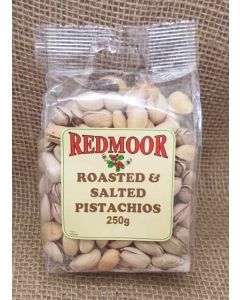 REDMOOR
ROASTED &
SALTED
PISTACHIOS
250g